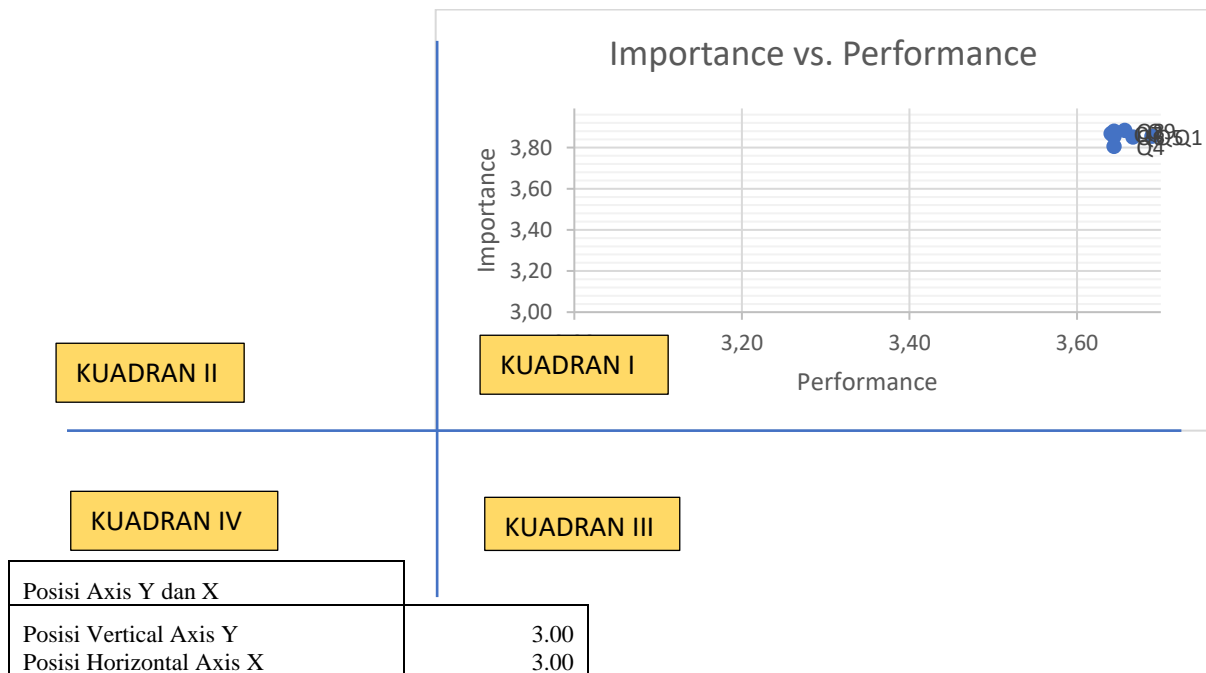 Importance vs. Performance
Importance
3,80
3,60
3,40
3,20
3,00
Q1
Q4
3,20
3,40
3,60
Performance
KUADRAN II
KUADRAN I
KUADRAN IV
KUADRAN III
Posisi Axis Y dan X
Posisi Vertical Axis Y 3.00
Posisi Horizontal Axis X 3.00